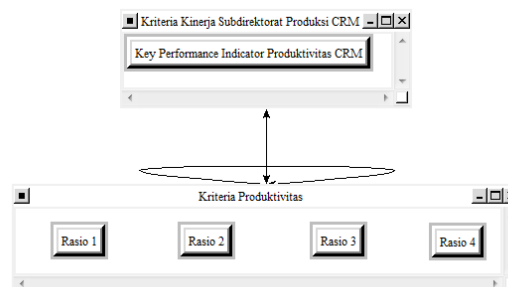 Kriteria Kinerja Subdirektorat Produksi CRM
Key Performance Indicator Produktivitas CRM
Kriteria Produktivitas
Rasio 1
Rasio 2
Rasio 3
Rasio 4